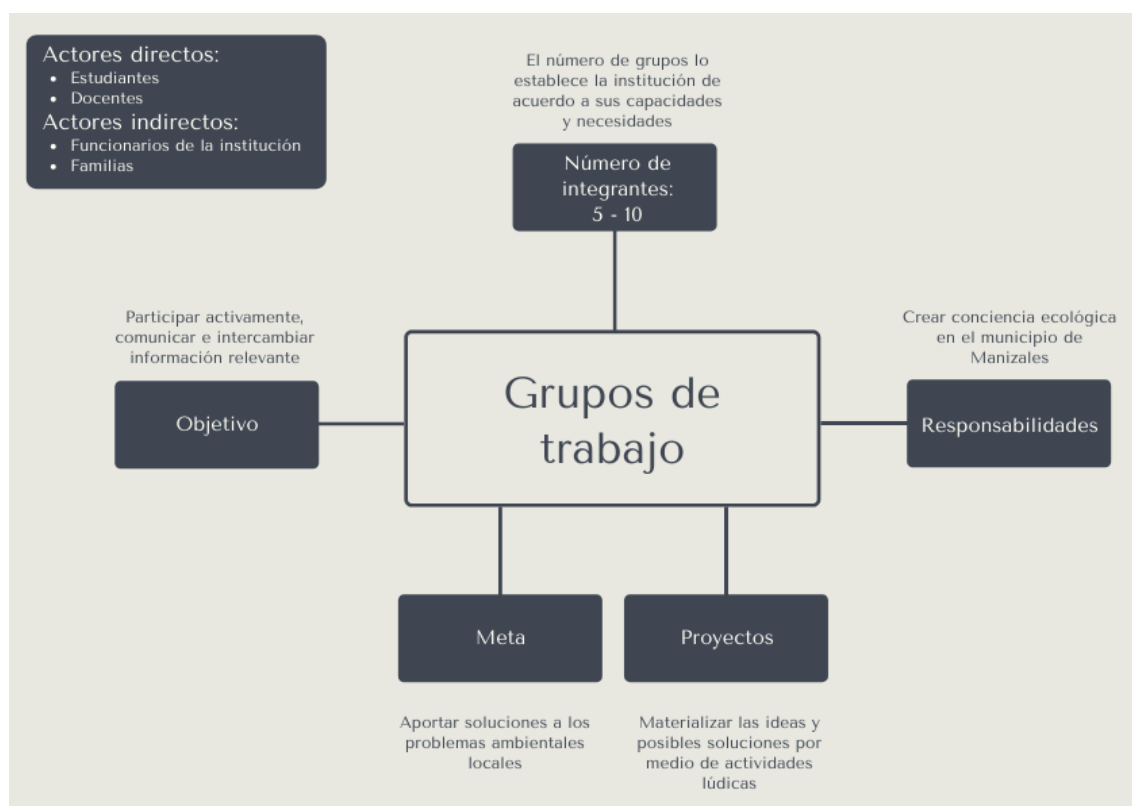 Actores directos:
• Estudiantes
• Docentes
Actores indirectos:
• Funcionarios de la institución
• Familias
El número de grupos lo
establece la institución de
acuerdo a sus capacidades
y necesidades
Número de
integrantes:
5 - 10
Participar activamente,
comunicar e intercambiar
información relevante
Objetivo
Grupos de
trabajo
Crear conciencia ecológica
en el municipio de
Manizales
Responsabilidades
Meta
Aportar soluciones a los
problemas ambientales
locales
Proyectos
Materializar las ideas y
posibles soluciones por
medio de actividades
lúdicas